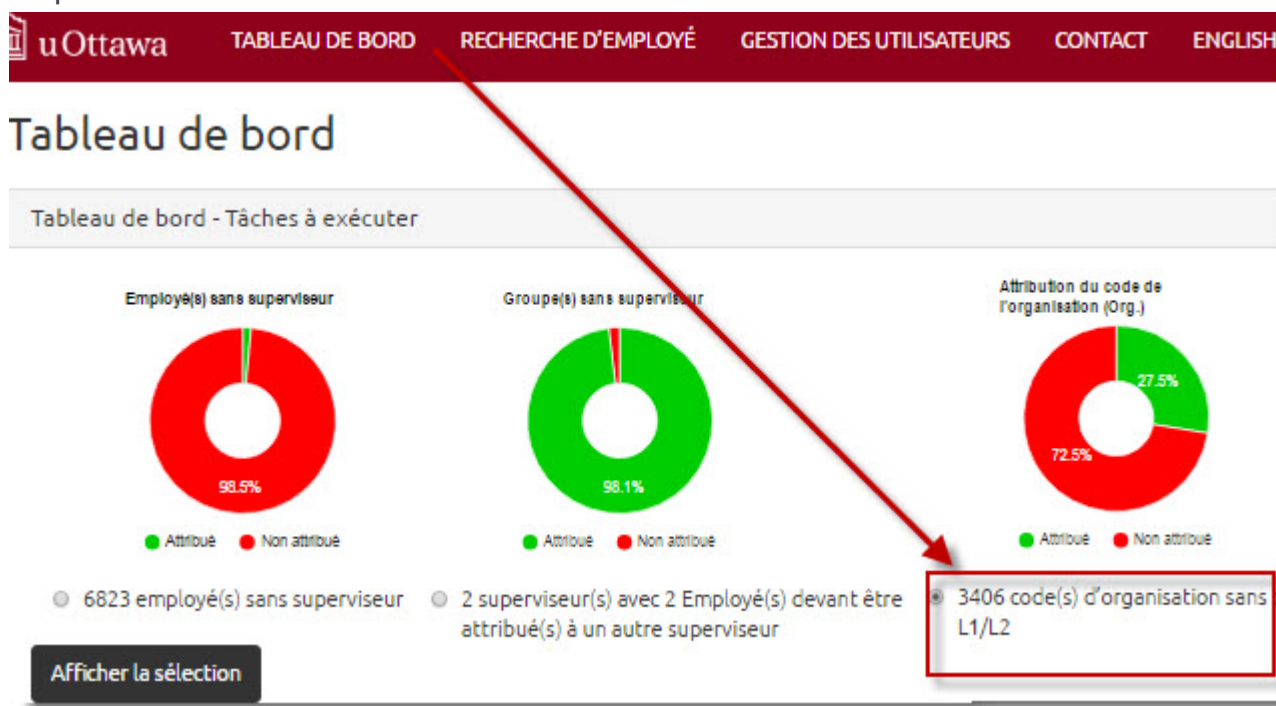 uOttawa TABLEAU DE BORD RECHERCHE D'EMPLOYÉ GESTION DES UTILISATEURS CONTACT ENGLISH
Tableau de bord
Tableau de bord - Tâches à exécuter
Employé(s) sans superviseur
98.5%
Attribué Non attribué
6823 employé(s) sans superviseur
Groupe(s) sans superviseur
98.1%
Attribué Non attribué
2 superviseur(s) avec 2 Employé(s) devant être
attribué(s) à un autre superviseur
Attribution du code de
l'organisation (Org.)
27.5%
72.5%
Attribué Non attribué
3406 code(s) d'organisation sans
L1/L2
Afficher la sélection